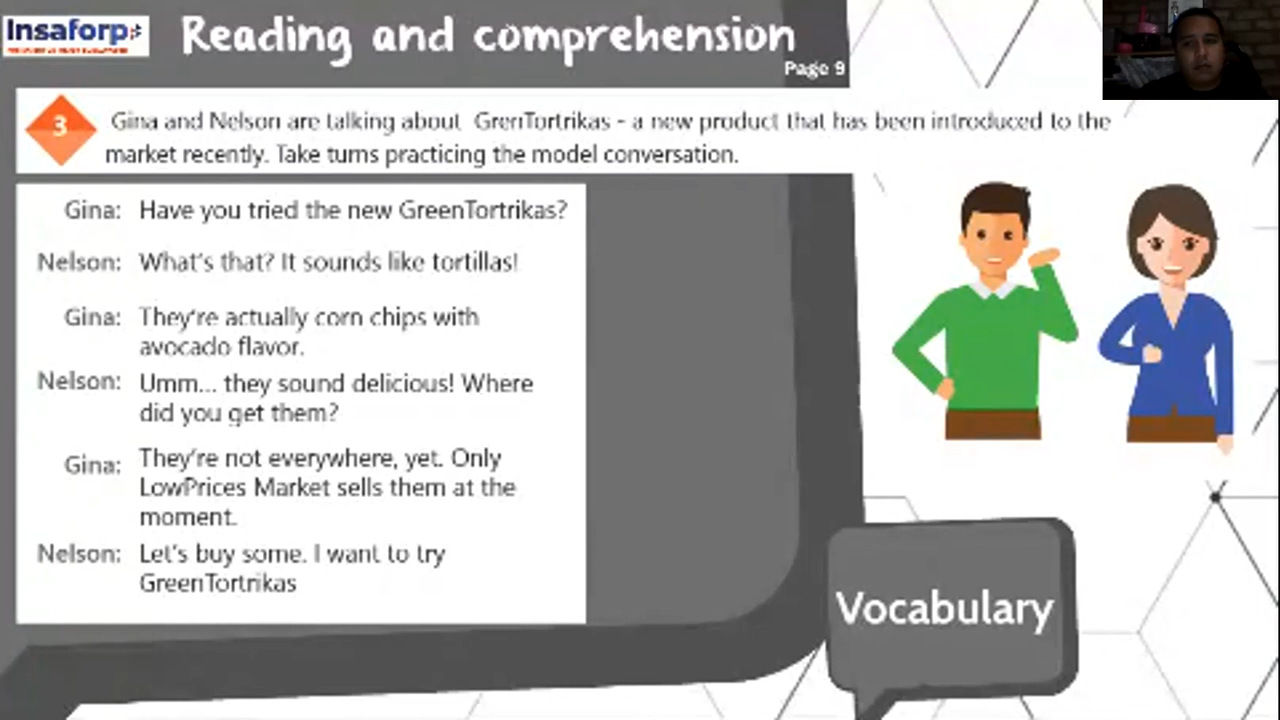 Insaforp
Reading and comprehension
Page 9
3
Gina and Nelson are talking about GrenTortrikas - a new product that has been introduced to the
market recently. Take turns practicing the model conversation.
Gina: Have you tried the new GreenTortrikas?
Nelson: What's that? It sounds like tortillas!
Gina: They're actually corn chips with
avocado flavor.
Nelson: Umm... they sound delicious! Where
did you get them?
Gina: They're not everywhere, yet. Only
LowPrices Market sells them at the
moment.
Nelson: Let's buy some. I want to try
GreenTortrikas
Vocabulary